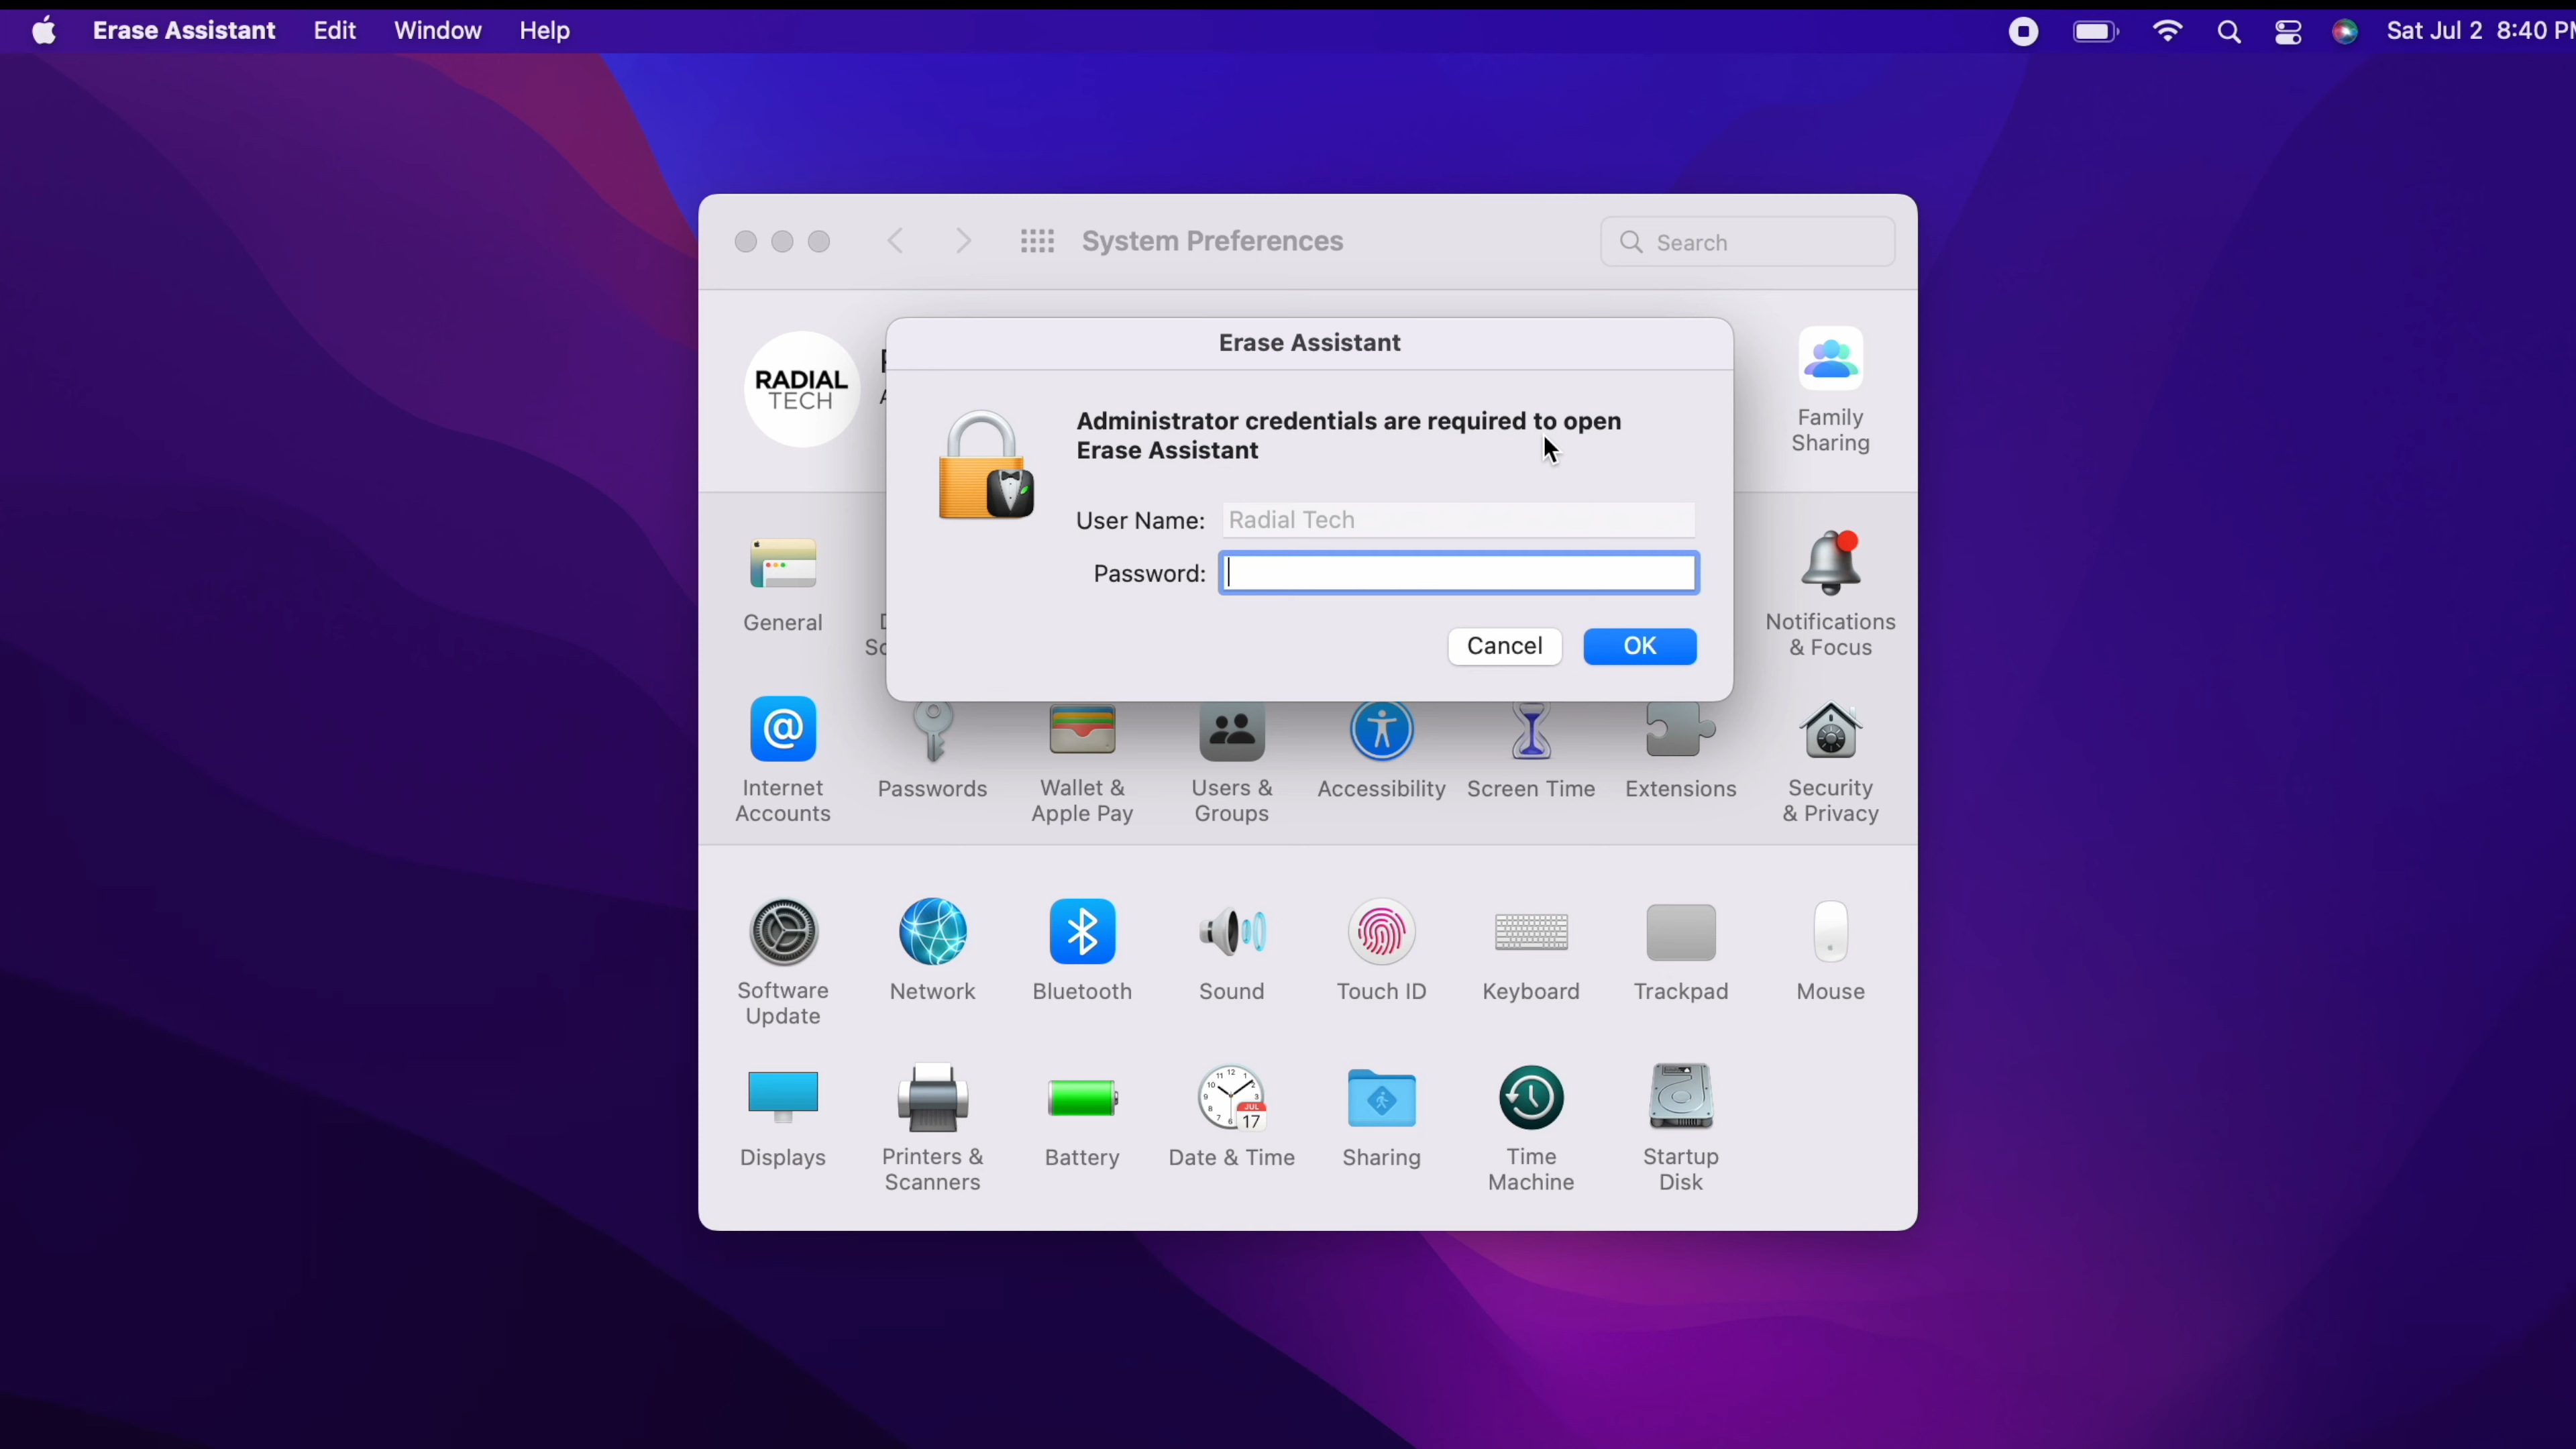 Erase Assistant Edit Window Help Sat Jul 2 8:40 PM
System Preferences Search
RADIAL
TECH
Family
Sharing
Erase Assistant
Administrator credentials are required to open
Erase Assistant
User Name: Radial Tech
Password:
Cancel OK
General
Notifications
& Focus
Internet
Accounts
Passwords
Wallet &
Apple Pay
Users &
Groups
Accessibility
Screen Time
Extensions
Security
& Privacy
Software
Update
Network
Bluetooth
Sound
Touch ID
Keyboard
Trackpad
Mouse
Displays
Printers &
Scanners
Battery
JUL
17
Date & Time
Sharing
Time
Machine
Startup
Disk